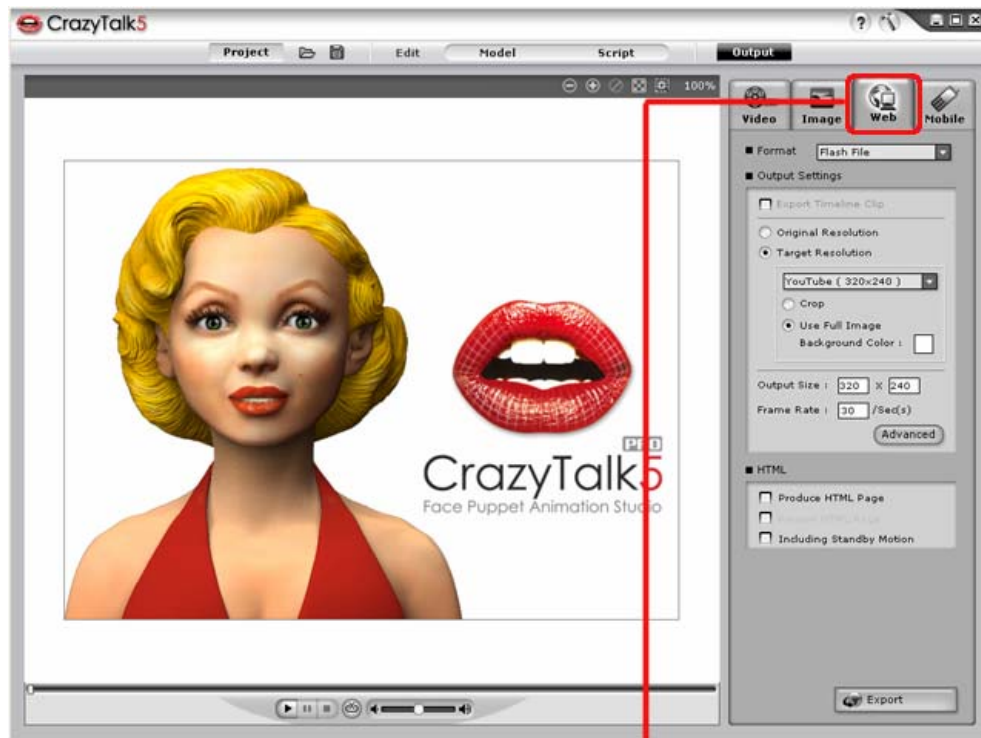 CrazyTalk5
?
Project Edit Model Script Output
100%
Video Image Web Mobile
Format Flash File
Output Settings
Export Timeline Clip
Original Resolution
Target Resolution
YouTube ( 320x240 )
Crop
Use Full Image
Background Color :
Output Size : 320 X 240
Frame Rate : 30 /Sec(s)
Advanced
PRO
CrazyTalk5
Face Puppet Animation Studio
HTML
Produce HTML Page
Including Standby Motion
Export